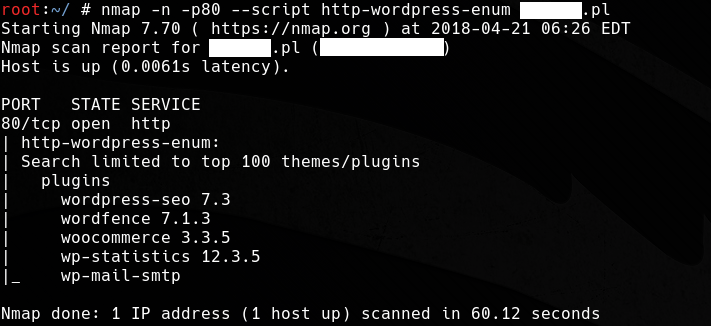 root:~/ # nmap -n -p80 --script http-wordpress-enum .pl
Starting Nmap 7.70 ( https://nmap.org ) at 2018-04-21 06:26 EDT
Nmap scan report for .pl ( )
Host is up (0.0061s latency).
PORT   STATE SERVICE
80/tcp open  http
| http-wordpress-enum:
| Search limited to top 100 themes/plugins
|   plugins
|     wordpress-seo 7.3
|     wordfence 7.1.3
|     woocommerce 3.3.5
|     wp-statistics 12.3.5
|_    wp-mail-smtp
Nmap done: 1 IP address (1 host up) scanned in 60.12 seconds